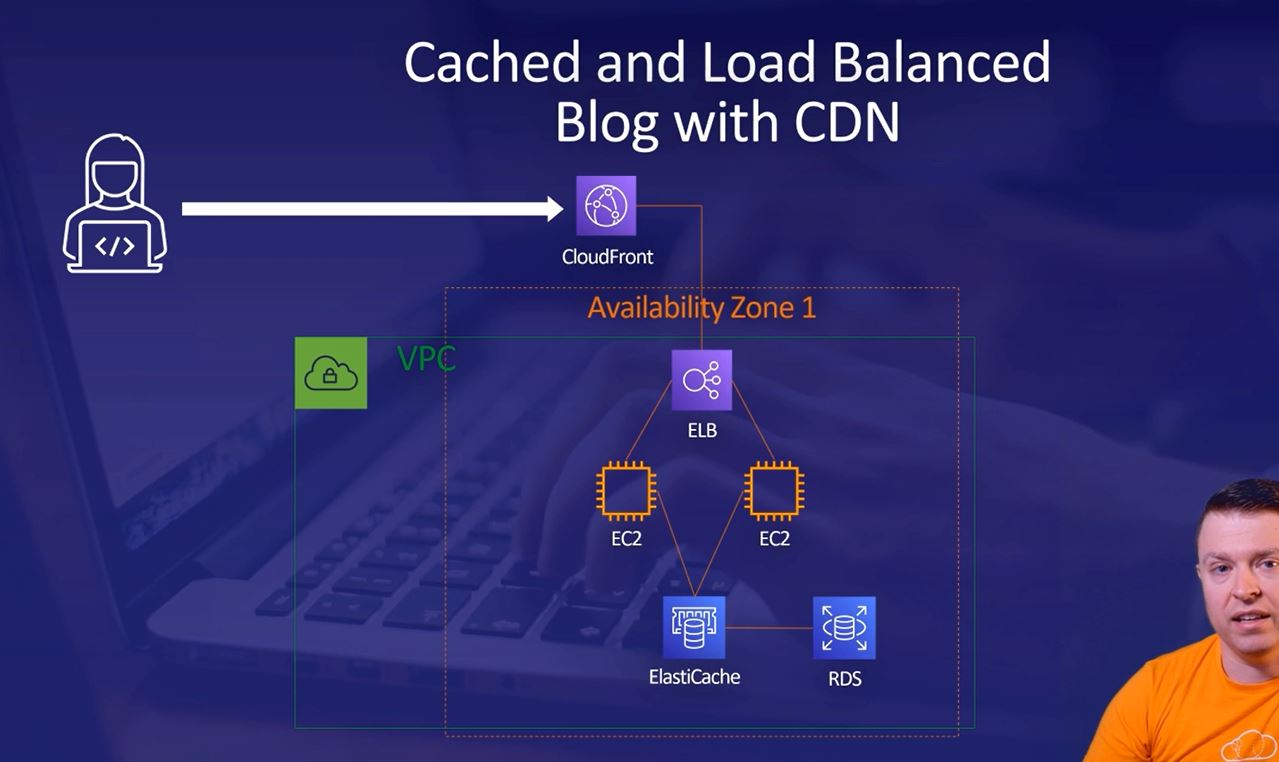 Cached and Load Balanced
Blog with CDN
</>
CloudFront
Availability Zone 1
VPC
ELB
EC2
EC2
ElastiCache
RDS